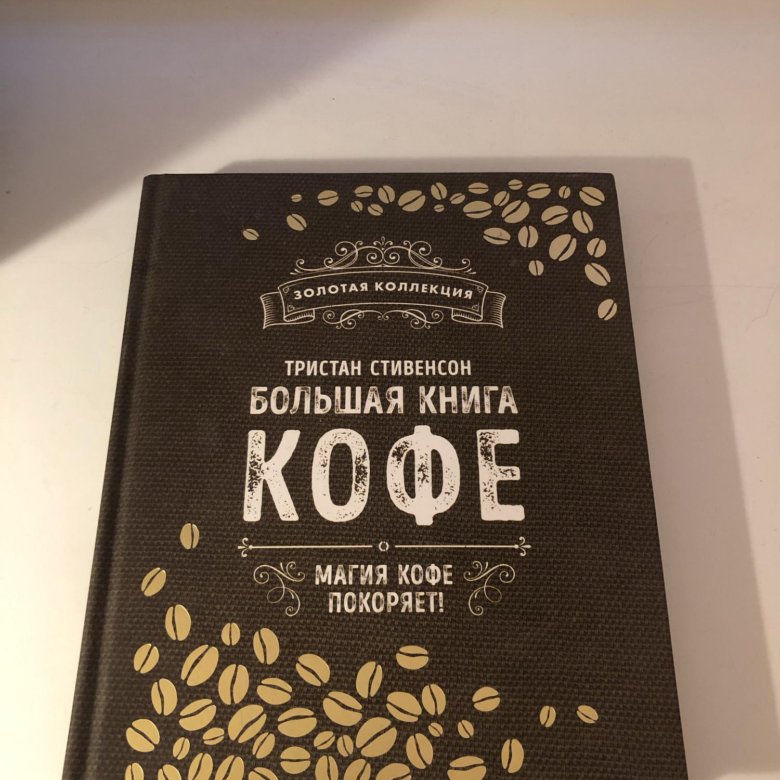 ЗОЛОТАЯ КОЛЛЕКЦИЯ
ТРИСТАН СТИВЕНСОН
БОЛЬШАЯ КНИГА
КОФЕ
МАГИЯ КОФЕ
ПОКОРЯЕТ!